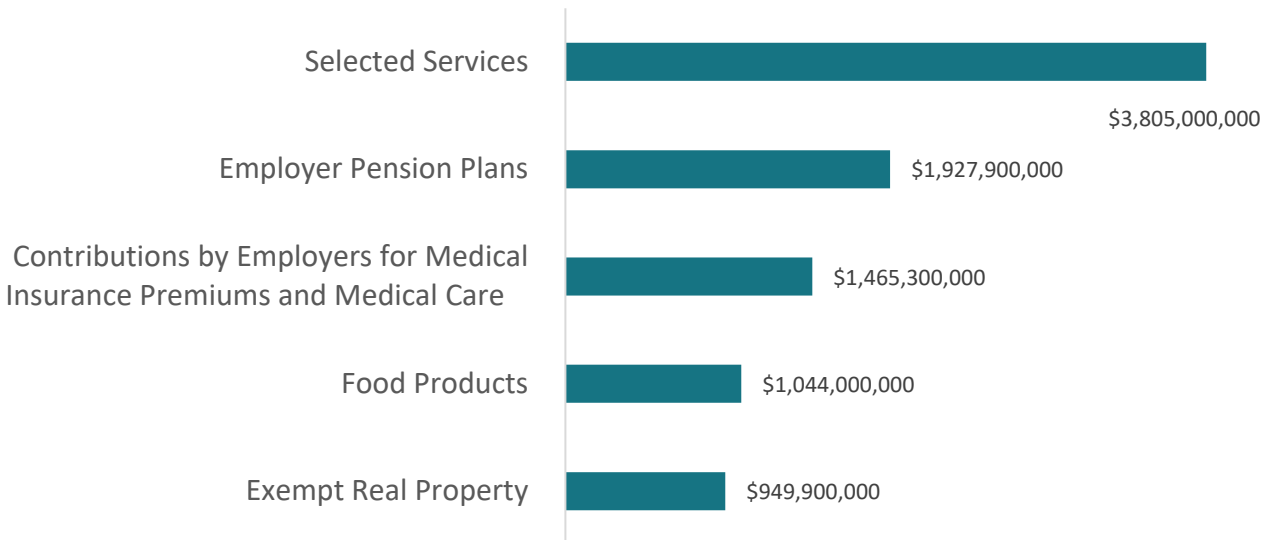 Selected Services
$3,805,000,000
Employer Pension Plans
$1,927,900,000
Contributions by Employers for Medical
Insurance Premiums and Medical Care
$1,465,300,000
Food Products
$1,044,000,000
Exempt Real Property
$949,900,000